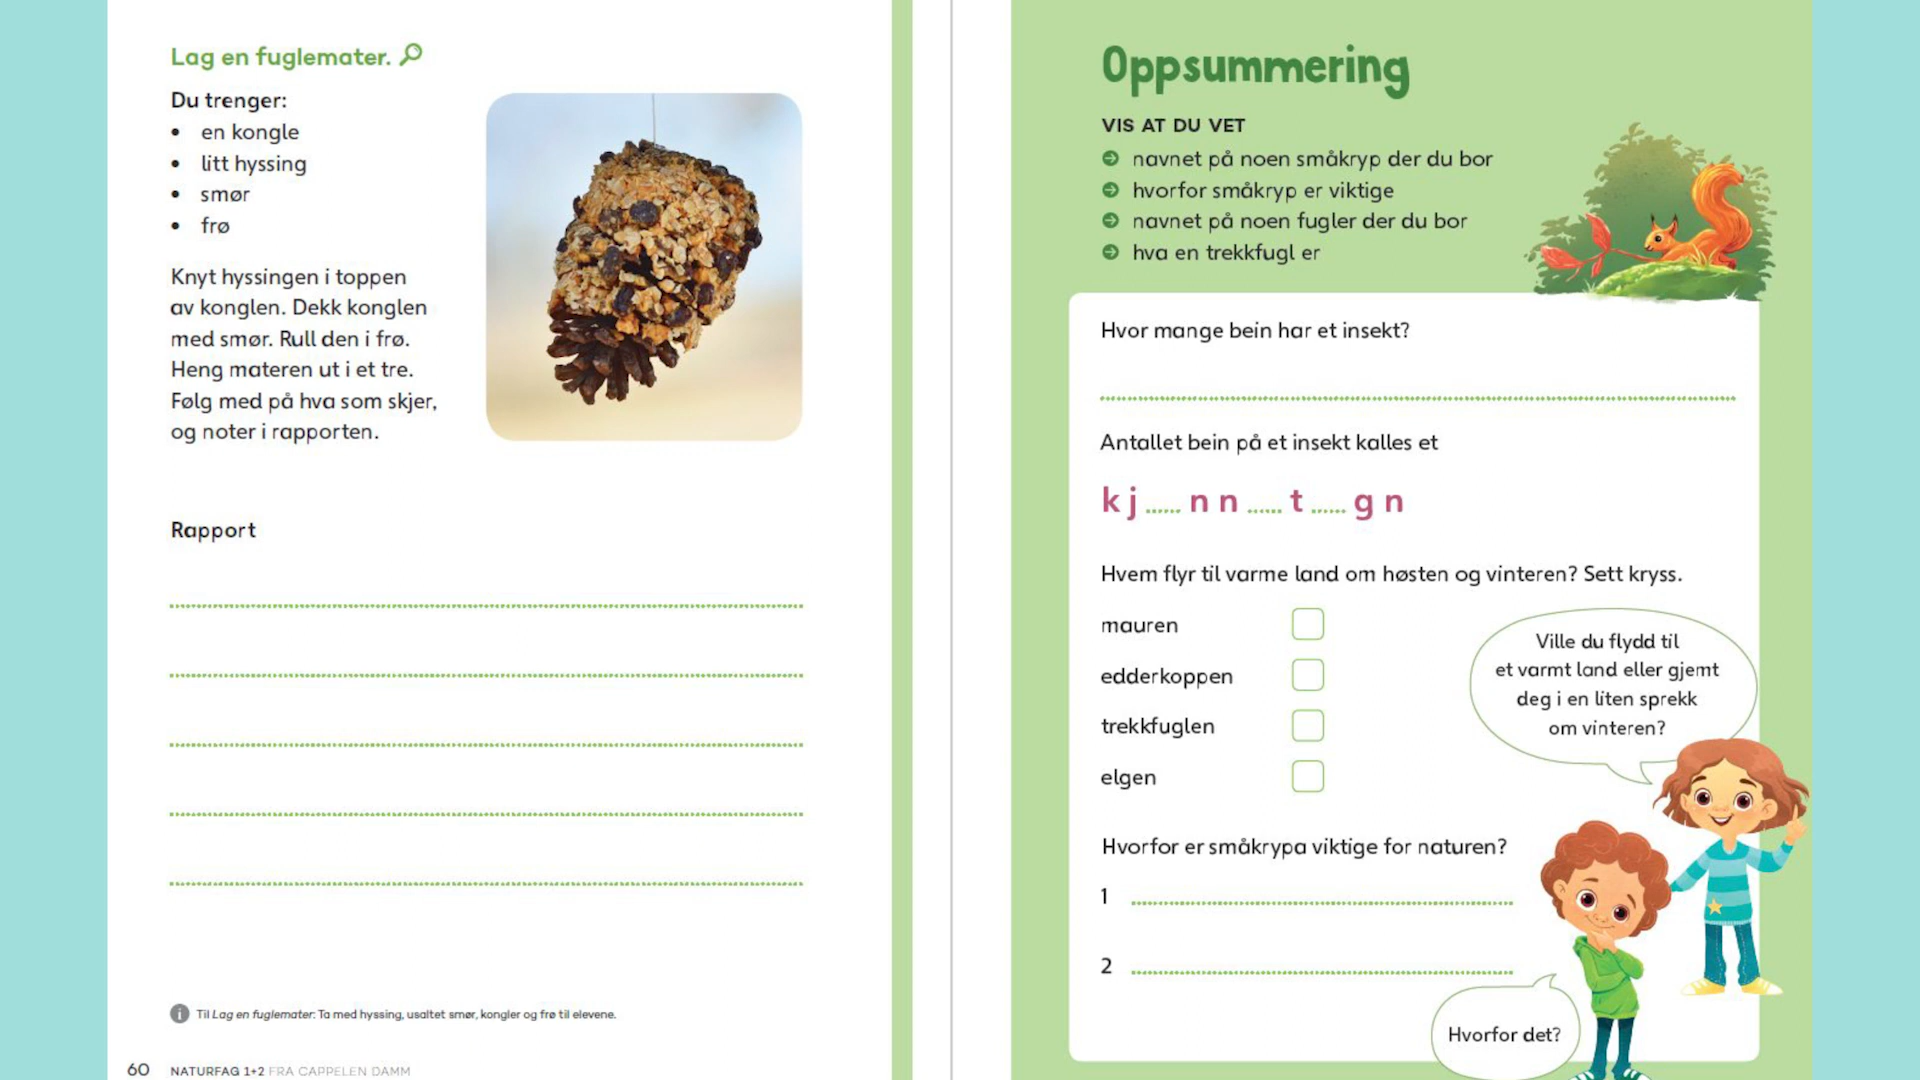 Lag en fuglemater.
Du trenger:
• en kongle
• litt hyssing
• smør
• frø
Knyt hyssingen i toppen
av konglen. Dekk konglen
med smør. Rull den i frø.
Heng materen ut i et tre.
Følg med på hva som skjer,
og noter i rapporten.
Rapport
i Til Lag en fuglemater: Ta med hyssing, usaltet smør, kongler og frø til elevene.
60 NATURFAG 1+2 FRA CAPPELEN DAMM
Oppsummering
VIS AT DU VET
navnet på noen småkryp der du bor
hvorfor småkryp er viktige
navnet på noen fugler der du bor
hva en trekkfugl er
Hvor mange bein har et insekt?
Antallet bein på et insekt kalles et
k j ...... n n ...... t ...... g n
Hvem flyr til varme land om høsten og vinteren? Sett kryss.
mauren
edderkoppen
trekkfuglen
elgen
Ville du flydd til
et varmt land eller gjemt
deg i en liten sprekk
om vinteren?
Hvorfor er småkrypa viktige for naturen?
1
2
Hvorfor det?